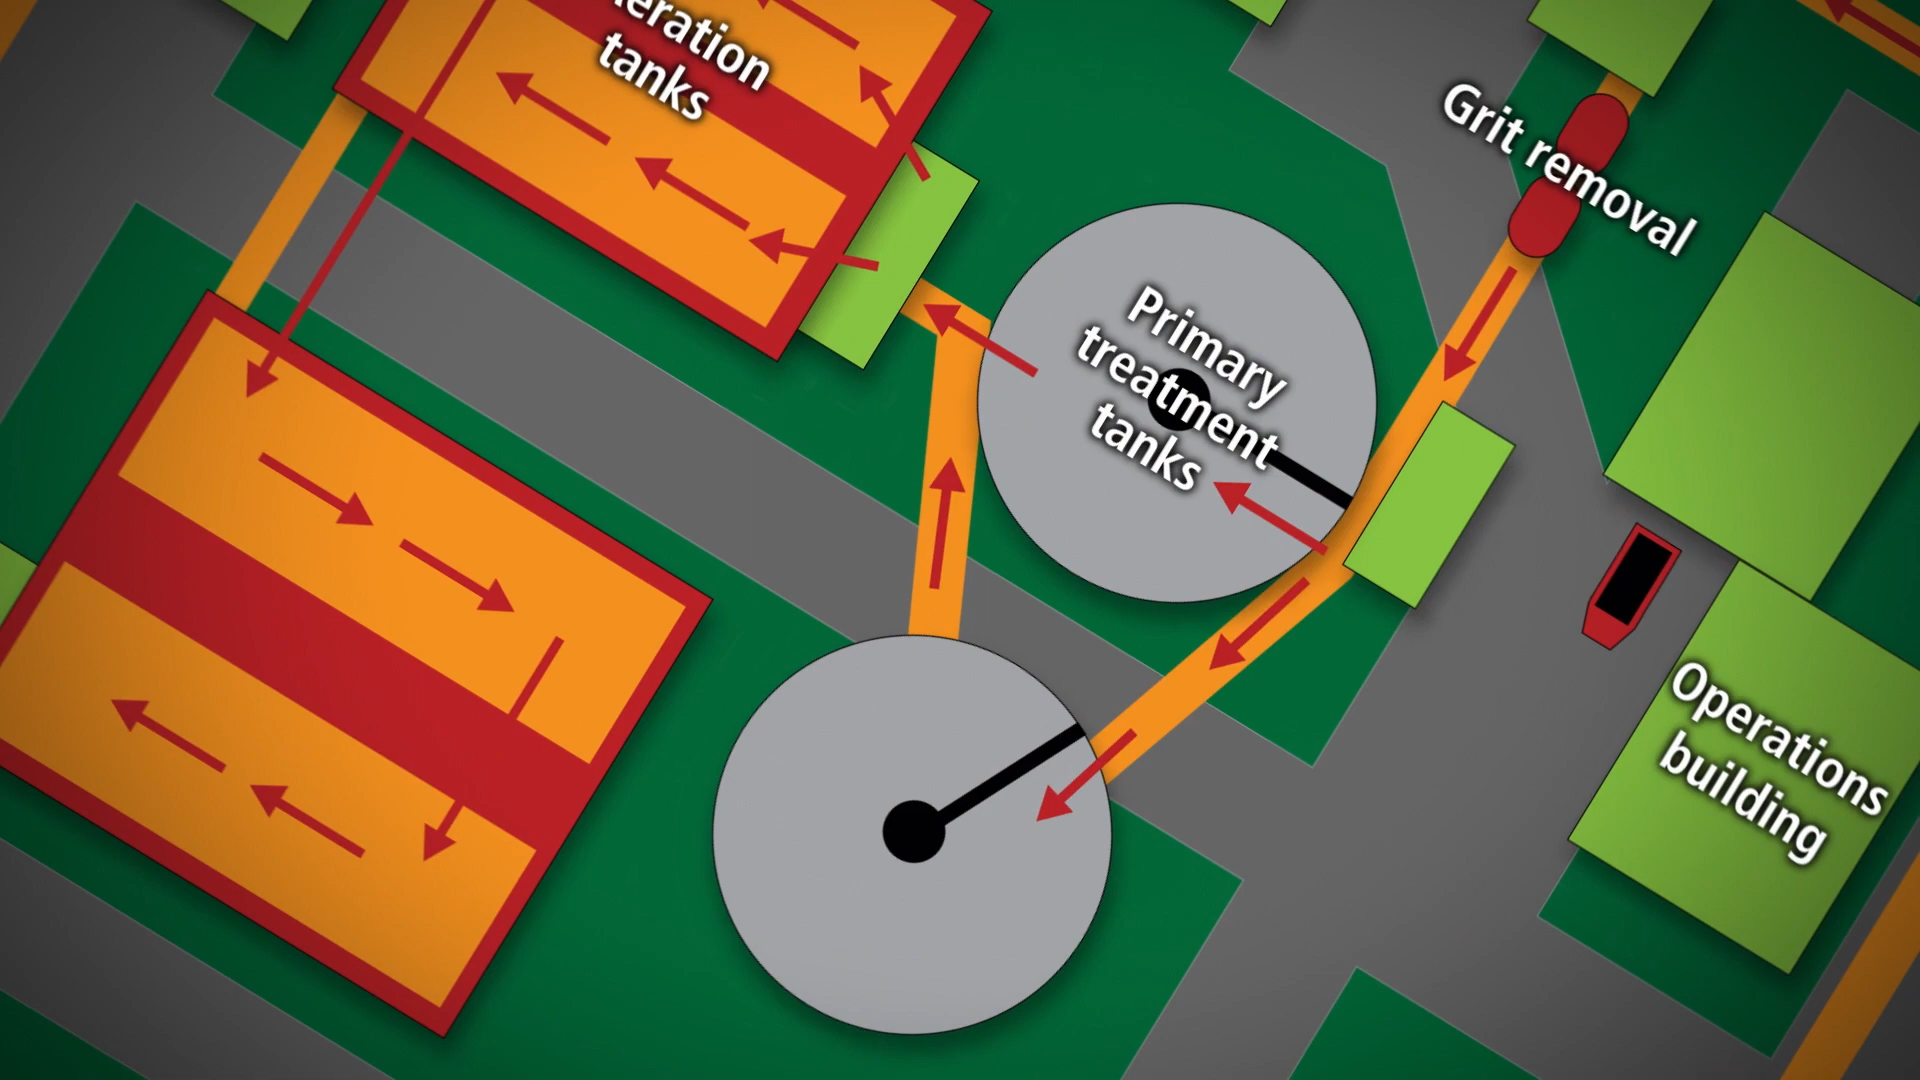 tanks
Grit removal
Primary
treatment
tanks
Operations
building